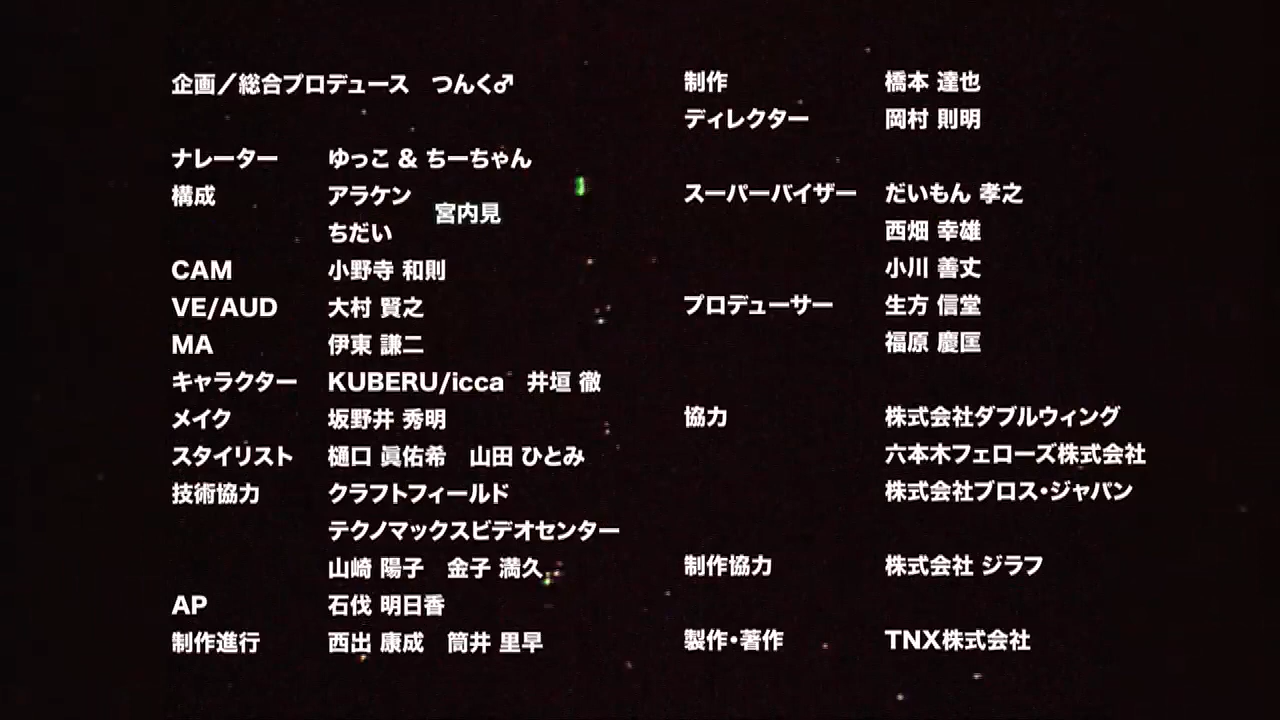 企画／総合プロデュース　つんく♂
ナレーター　ゆっこ & ちーちゃん
構成　アラケン　宮内見
ちだい
CAM　小野寺 和則
VE/AUD　大村 賢之
MA　伊東 謙二
キャラクター　KUBERU/icca　井垣 徹
メイク　坂野井 秀明
スタイリスト　樋口 眞佑希　山田 ひとみ
技術協力　クラフトフィールド
テクノマックスビデオセンター
山崎 陽子　金子 満久
AP　石伐 明日香
制作進行　西出 康成　筒井 里早
制作　橋本 達也
ディレクター　岡村 則明
スーパーバイザー　だいもん 孝之
西畑 幸雄
小川 善丈
プロデューサー　生方 信堂
福原 慶匡
協力　株式会社ダブルウィング
六本木フェローズ株式会社
株式会社ブロス・ジャパン
制作協力　株式会社 ジラフ
製作・著作　TNX株式会社